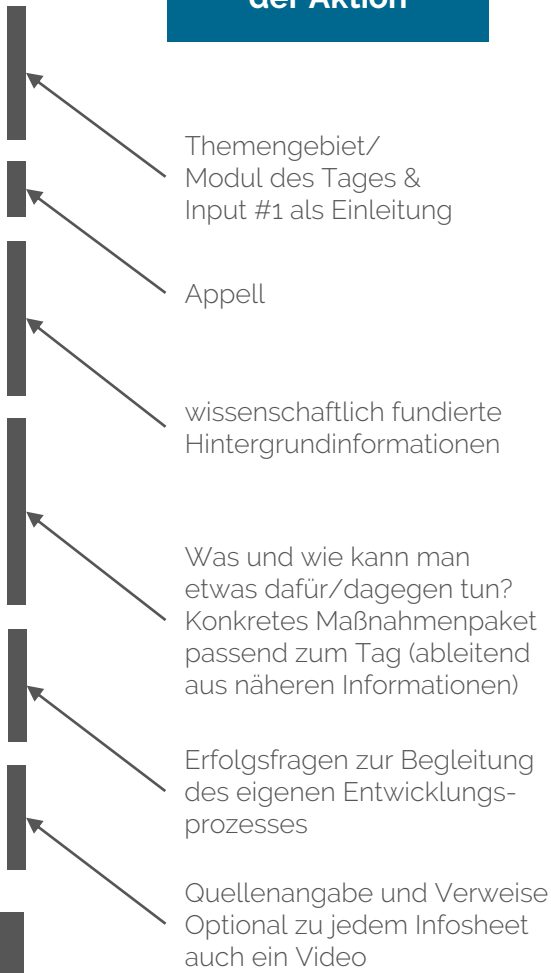 der Aktion
Themengebiet/
Modul des Tages &
Input #1 als Einleitung
Appell
wissenschaftlich fundierte
Hintergrundinformationen
Was und wie kann man
etwas dafür/dagegen tun?
Konkretes Maßnahmenpaket
passend zum Tag (ableitend
aus näheren Informationen)
Erfolgsfragen zur Begleitung
des eigenen Entwicklungs-
prozesses
Quellenangabe und Verweise
Optional zu jedem Infosheet
auch ein Video